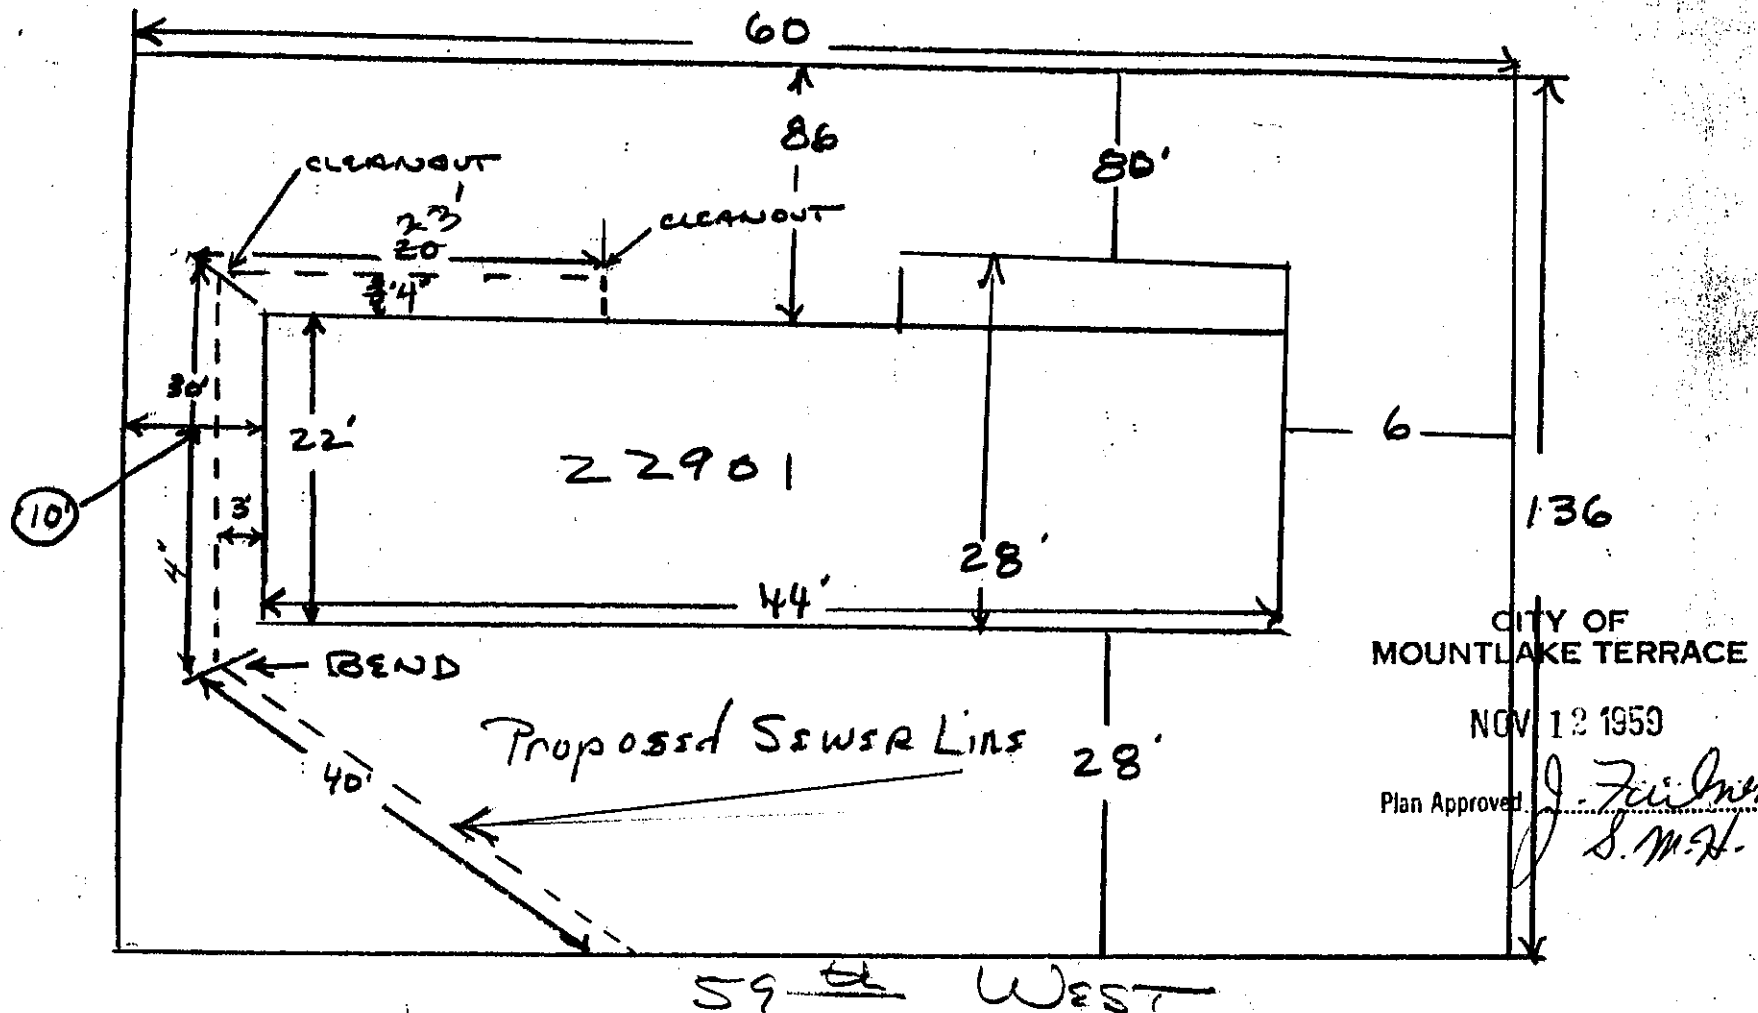 60
86
80'
CLEANOUT
23'
20
CLEANOUT
4"
30'
22'
22901
6
10'
3'
136
4"
28'
44'
CITY OF
MOUNTLAKE TERRACE
BEND
NOV 12 1959
Proposed Sewer Line
28'
40'
Plan Approved
S.M.H.
59th West